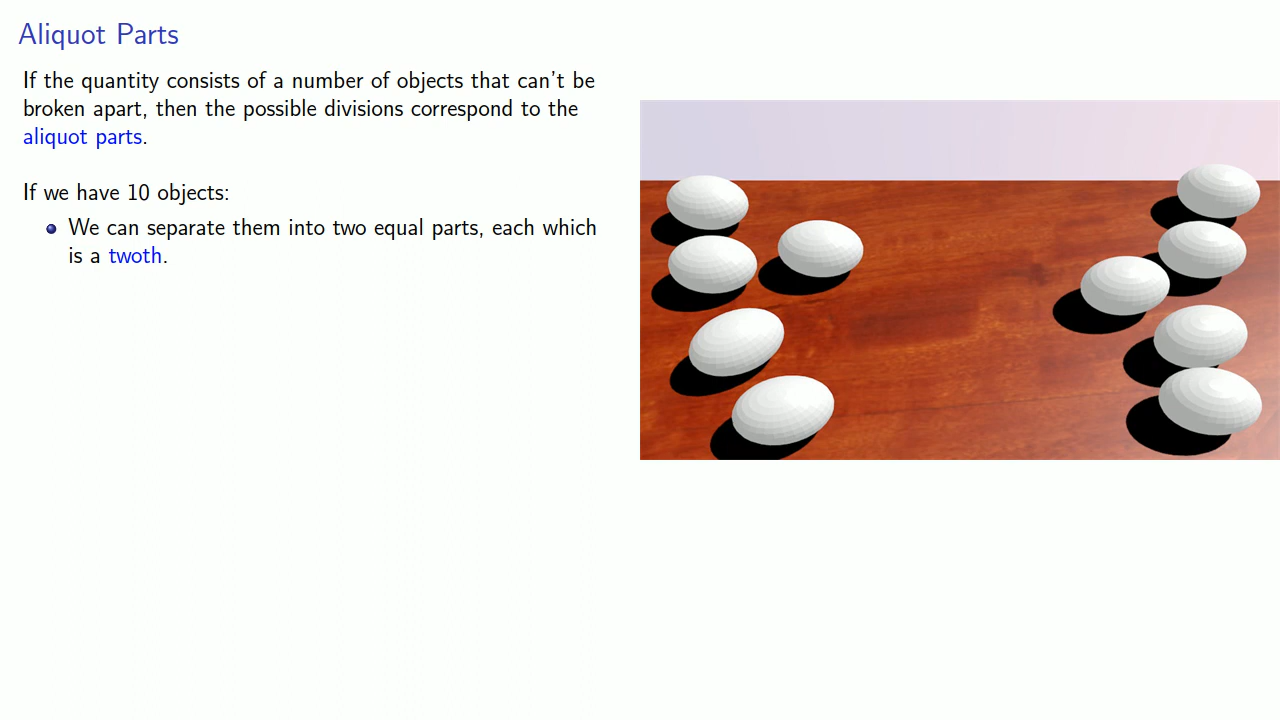 Aliquot Parts
If the quantity consists of a number of objects that can't be
broken apart, then the possible divisions correspond to the
aliquot parts.
If we have 10 objects:
We can separate them into two equal parts, each which
is a twoth.